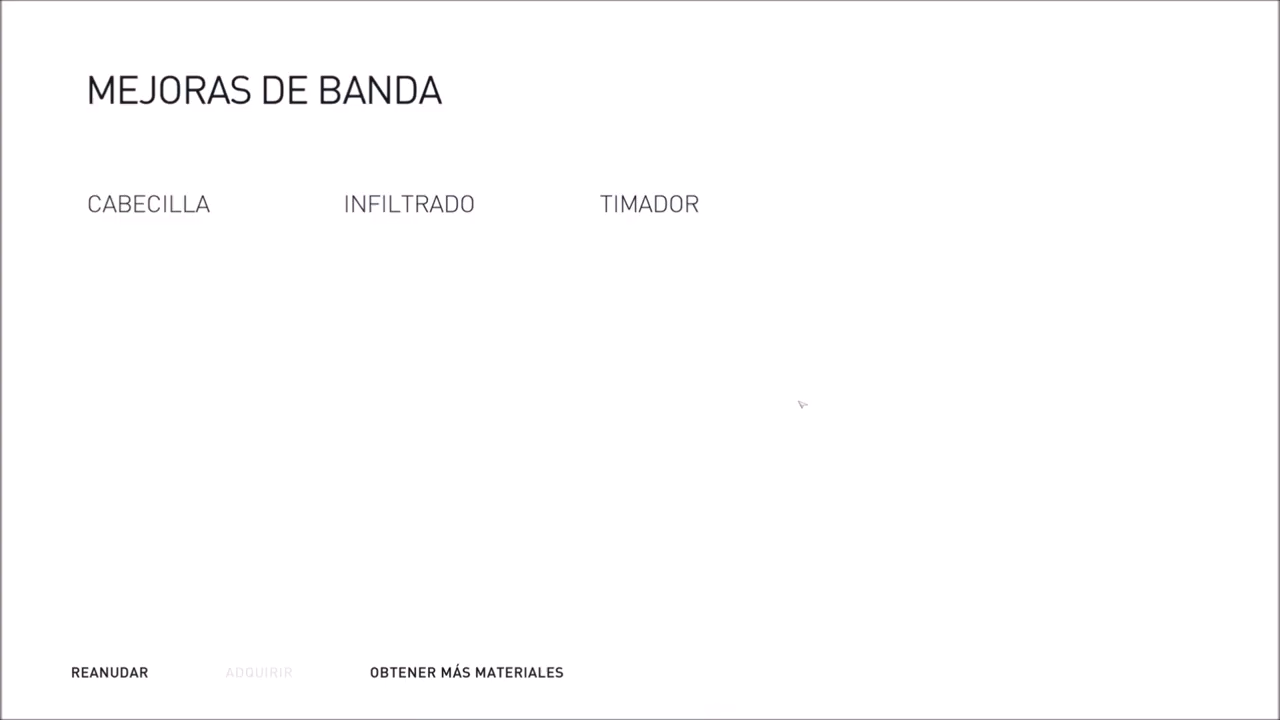 MEJORAS DE BANDA
CABECILLA INFILTRADO TIMADOR
REANUDAR ADQUIRIR OBTENER MÁS MATERIALES